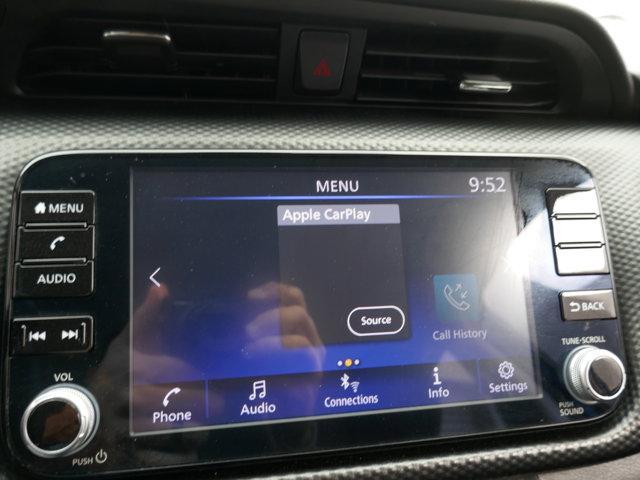 MENU
9:52
MENU
Apple CarPlay
AUDIO
Source
BACK
Call History
TUNE·SCROLL
VOL
Phone
Audio
Connections
Info
Settings
PUSH
PUSH
SOUND